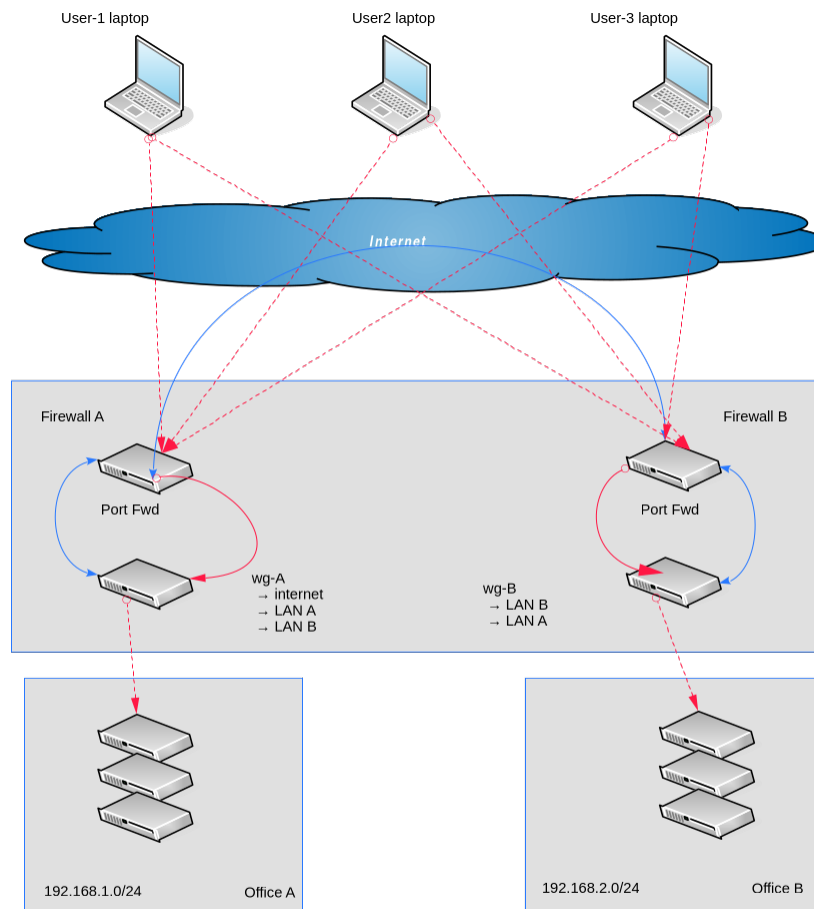 User-1 laptop
User2 laptop
User-3 laptop
Internet
Firewall A
Firewall B
Port Fwd
Port Fwd
wg-A
→ internet
→ LAN A
→ LAN B
wg-B
→ LAN B
→ LAN A
192.168.1.0/24
Office A
192.168.2.0/24
Office B